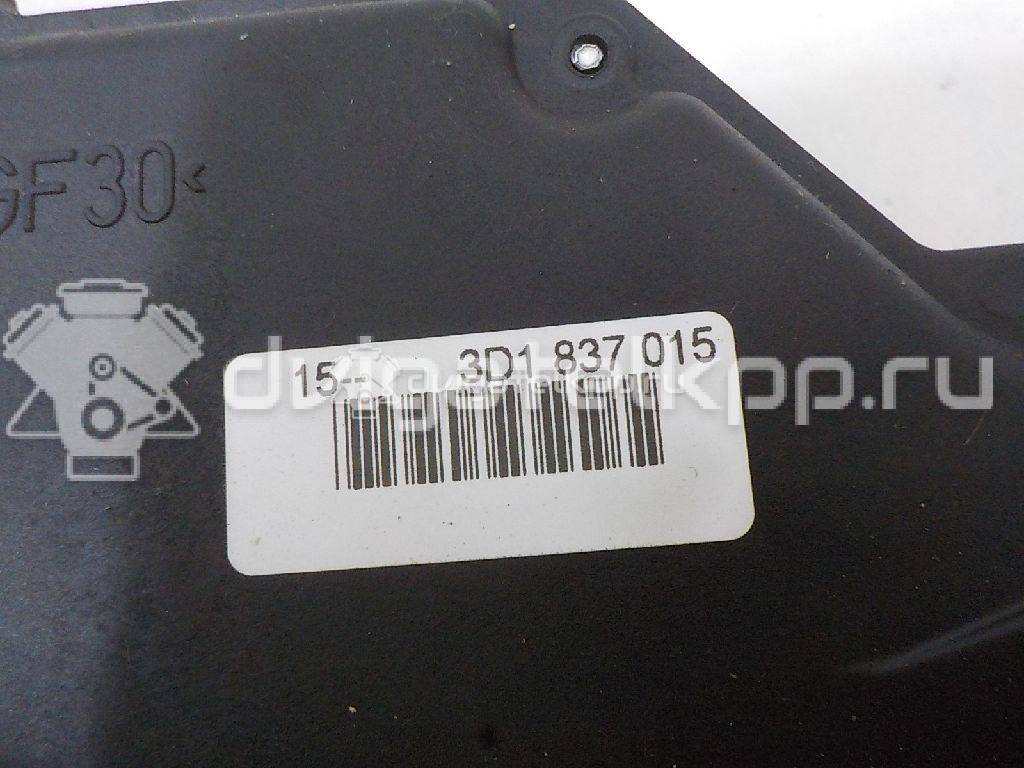 GF30<
15-- 3D1 837 015
dvigatelkpp.ru